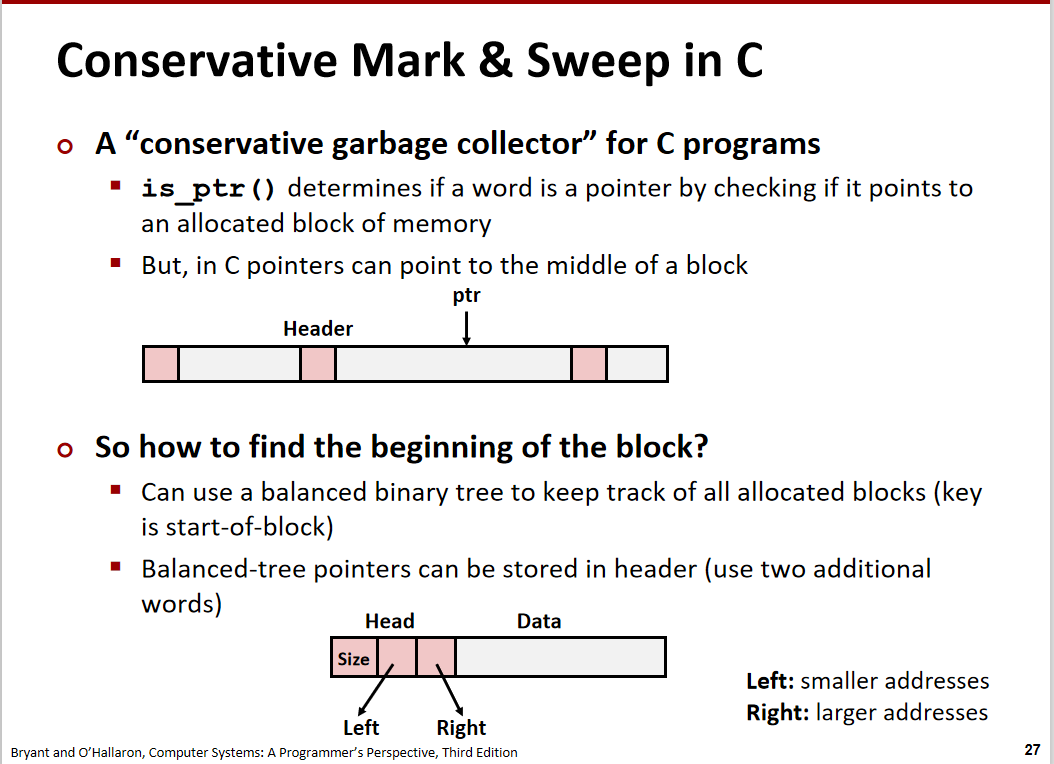 Conservative Mark & Sweep in C
A “conservative garbage collector” for C programs
is_ptr() determines if a word is a pointer by checking if it points to
an allocated block of memory
But, in C pointers can point to the middle of a block
ptr
Header
So how to find the beginning of the block?
Can use a balanced binary tree to keep track of all allocated blocks (key
is start-of-block)
Balanced-tree pointers can be stored in header (use two additional
words)
Head Data
Size
Left: smaller addresses
Right: larger addresses
Left Right
Bryant and O’Hallaron, Computer Systems: A Programmer’s Perspective, Third Edition 27